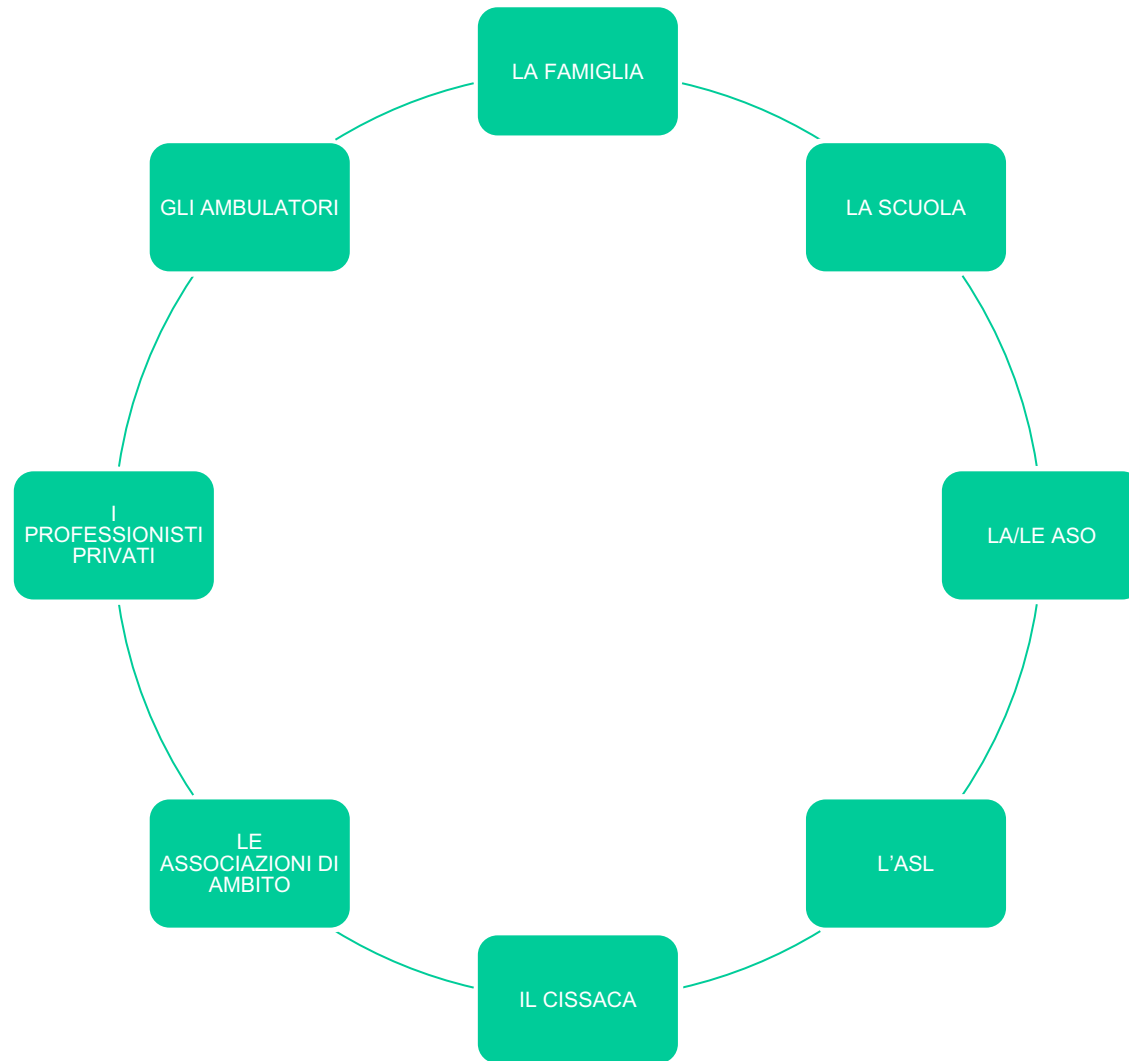 LA FAMIGLIA
LA SCUOLA
LA/LE ASO
L’ASL
IL CISSACA
LE
ASSOCIAZIONI DI
AMBITO
I
PROFESSIONISTI
PRIVATI
GLI AMBULATORI